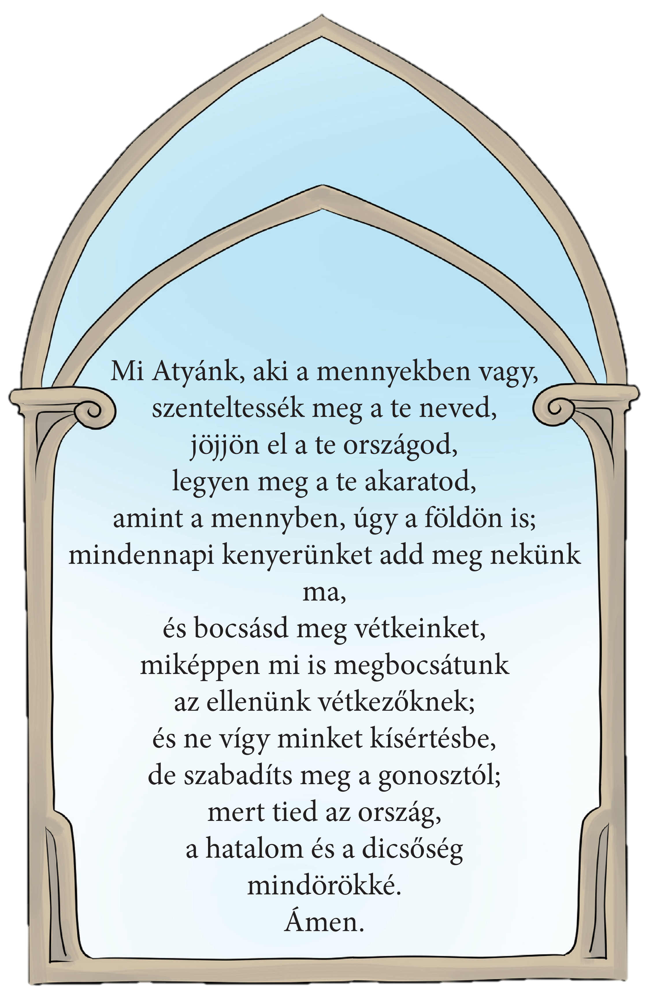 Mi Atyánk, aki a mennyekben vagy,
szenteltessék meg a te neved,
jöjjön el a te országod,
legyen meg a te akaratod,
amint a mennyben, úgy a földön is;
mindennapi kenyerünket add meg nekünk
ma,
és bocsásd meg vétkeinket,
miképpen mi is megbocsátunk
az ellenünk vétkezőknek;
és ne vígy minket kísértésbe,
de szabadíts meg a gonosztól;
mert tied az ország,
a hatalom és a dicsőség
mindörökké.
Ámen.